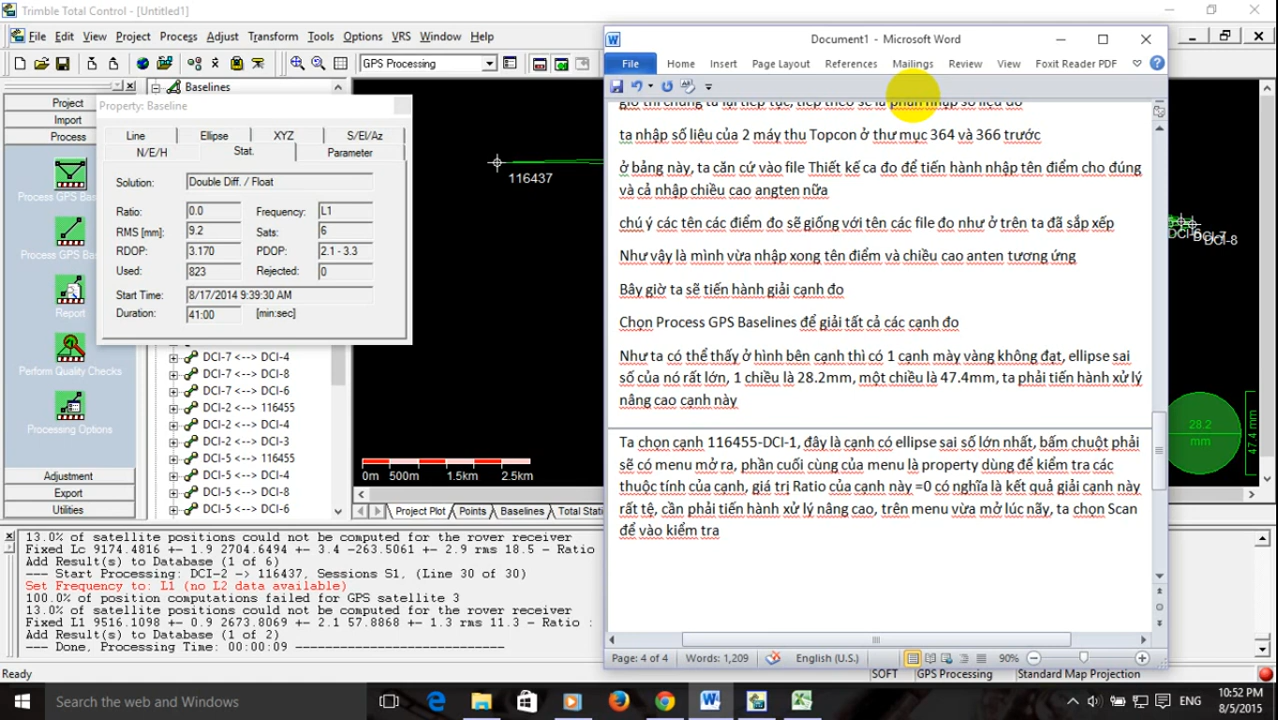 Trimble Total Control - [Untitled1]
File Edit View Project Process Adjust Transform Tools Options VRS Window Help
GPS Processing
Project
Import
Process
Process GPS Ba
Process GPS Bas
Report
Perform Quality Checks
Processing Options
Adjustment
Export
Utilities
Baselines
Property: Baseline
Line Ellipse XYZ S/El/Az
N/E/H Stat. Parameter
Solution: Double Diff. / Float
Ratio: 0.0 Frequency: L1
RMS [mm]: 9.2 Sats: 6
RDOP: 3.170 PDOP: 2.1 - 3.3
Used: 823 Rejected: 0
Start Time: 8/17/2014 9:39:30 AM
Duration: 41:00 [min:sec]
DCI-7 <--> DCI-4
DCI-7 <--> DCI-8
DCI-7 <--> DCI-6
DCI-2 <--> 116455
DCI-2 <--> DCI-4
DCI-2 <--> DCI-3
DCI-5 <--> 116455
DCI-5 <--> DCI-4
DCI-5 <--> DCI-8
DCI-5 <--> DCI-6
116437
0m 500m 1.5km 2.5km
Project Plot Points Baselines Total Stati
DCI-8
28.2
mm
47.4 mm
13.0% of satellite positions could not be computed for the rover receiver
Fixed Lc 9174.4816 +- 1.9 2704.6494 +- 3.4 -263.5061 +- 2.9 rms 18.5 - Ratio
Add Result(s) to Database (1 of 6)
--- Start Processing: DCI-2 -> 116437, Sessions S1, (Line 30 of 30)
Set Frequency to: L1 (no L2 data available)
100.0% of position computations failed for GPS satellite 3
13.0% of satellite positions could not be computed for the rover receiver
Fixed L1 9516.1098 +- 0.9 2673.8069 +- 2.1 57.8868 +- 1.3 rms 11.3 - Ratio :
Add Result(s) to Database (1 of 2)
--- Done, Processing Time: 00:00:09 ---------------------------
Ready
SOFT GPS Processing Standard Map Projection
Document1 - Microsoft Word
File Home Insert Page Layout References Mailings Review View Foxit Reader PDF
giờ thì chúng ta lại tiếp tục, tiếp theo sẽ là phần nhập số liệu đo
ta nhập số liệu của 2 máy thu Topcon ở thư mục 364 và 366 trước
ở bảng này, ta căn cứ vào file Thiết kế ca đo để tiến hành nhập tên điểm cho đúng
và cả nhập chiều cao angten nữa
chú ý các tên các điểm đo sẽ giống với tên các file đo như ở trên ta đã sắp xếp
Như vậy là mình vừa nhập xong tên điểm và chiều cao anten tương ứng
Bây giờ ta sẽ tiến hành giải cạnh đo
Chọn Process GPS Baselines để giải tất cả các cạnh đo
Như ta có thể thấy ở hình bên cạnh thì có 1 cạnh mày vàng không đạt, ellipse sai
số của nó rất lớn, 1 chiều là 28.2mm, một chiều là 47.4mm, ta phải tiến hành xử lý
nâng cao cạnh này
Ta chọn cạnh 116455-DCI-1, đây là cạnh có ellipse sai số lớn nhất, bấm chuột phải
sẽ có menu mở ra, phần cuối cùng của menu là property dùng để kiểm tra các
thuộc tính của cạnh, giá trị Ratio của cạnh này =0 có nghĩa là kết quả giải cạnh này
rất tệ, cần phải tiến hành xử lý nâng cao, trên menu vừa mở lúc nãy, ta chọn Scan
để vào kiểm tra
Page: 4 of 4 Words: 1,209 English (U.S.) 90%
Search the web and Windows
ENG
10:52 PM
8/5/2015